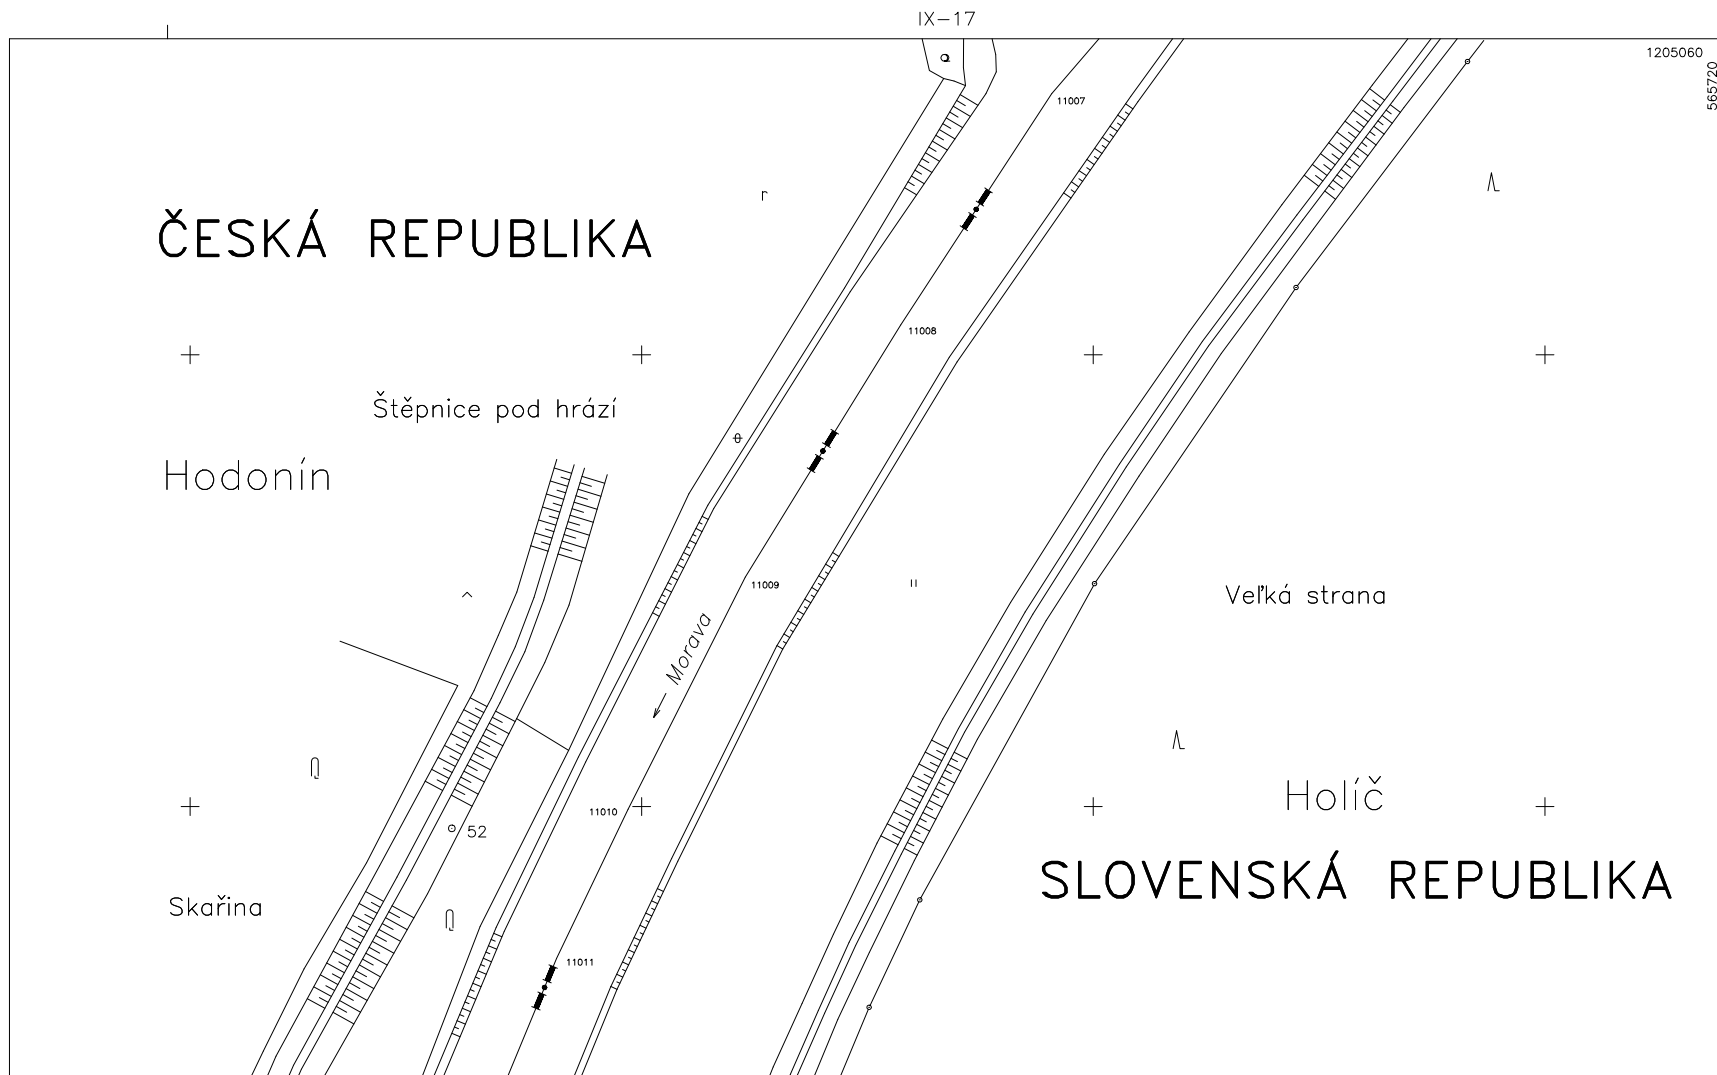 IX-17
1205060
565720
11007
ČESKÁ REPUBLIKA
11008
Štěpnice pod hrází
Hodonín
11009
Veľká strana
Morava
Holíč
11010
52
SLOVENSKÁ REPUBLIKA
Skařina
11011